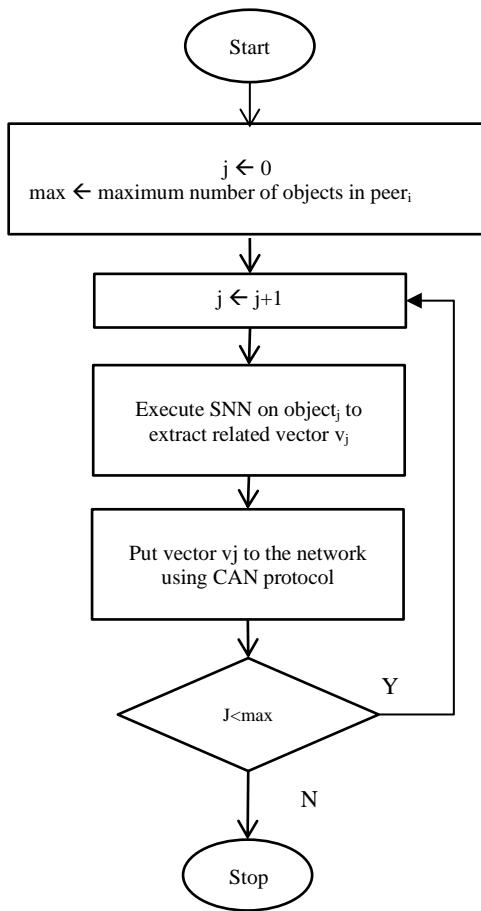 Start
j ← 0
max ← maximum number of objects in peerᵢ
j ← j+1
Execute SNN on objectⱼ to
extract related vector vⱼ
Put vector vj to the network
using CAN protocol
J<max
Y
N
Stop